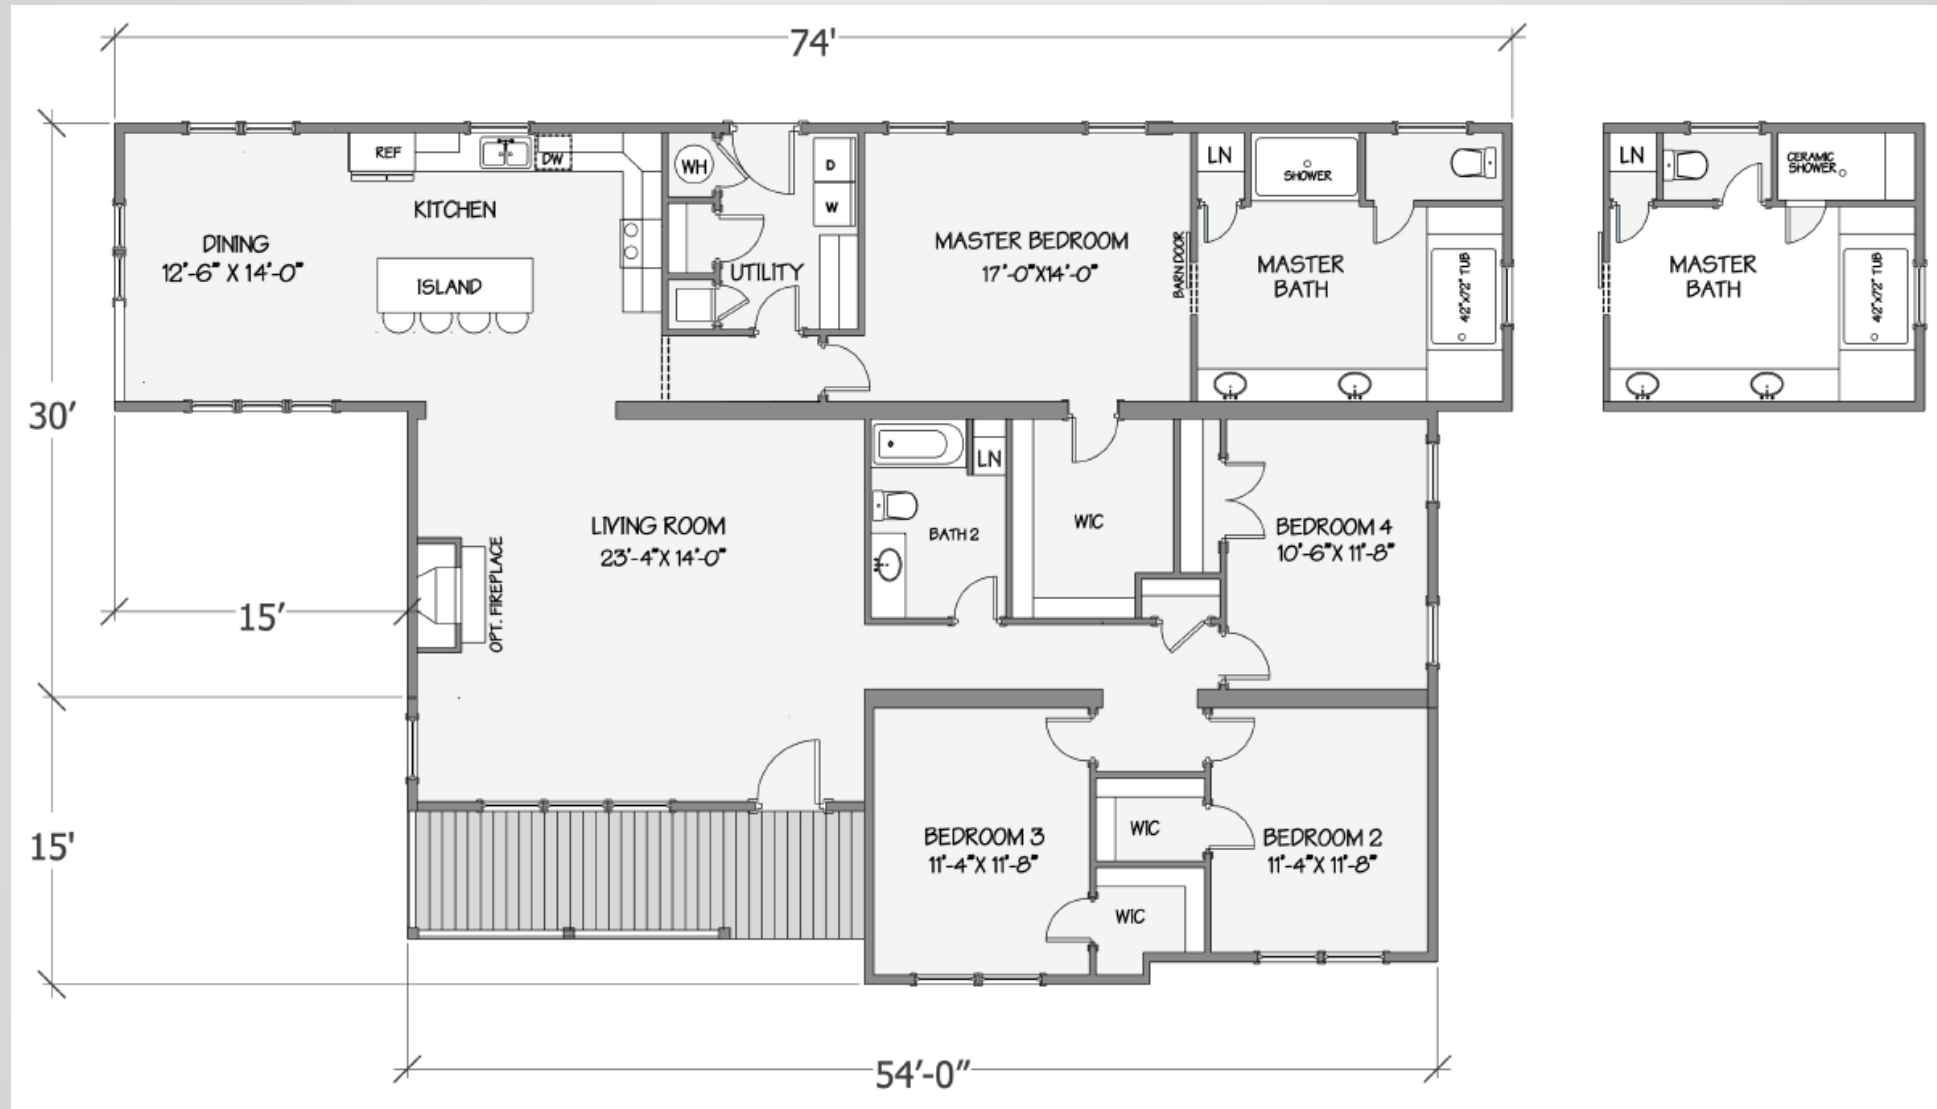 74'
30'
15'
15'
54'-0"
REF
DW
WH
D
W
KITCHEN
DINING
12'-6" X 14'-0"
ISLAND
UTILITY
MASTER BEDROOM
17'-0"X14'-0"
BARN DOOR
LN
SHOWER
MASTER
BATH
42"x72" TUB
LN
CERAMIC
SHOWER
MASTER
BATH
42"x72" TUB
LIVING ROOM
23'-4"X 14'-0"
OPT. FIREPLACE
LN
BATH 2
WIC
BEDROOM 4
10'-6"X 11'-8"
BEDROOM 3
11'-4"X 11'-8"
WIC
WIC
BEDROOM 2
11'-4"X 11'-8"